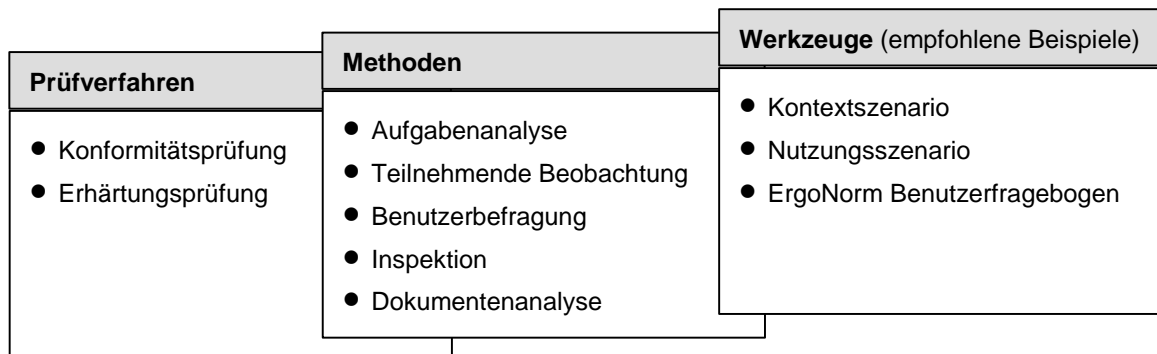 Prüfverfahren
Konformitätsprüfung
Erhärtungsprüfung
Methoden
Aufgabenanalyse
Teilnehmende Beobachtung
Benutzerbefragung
Inspektion
Dokumentenanalyse
Werkzeuge (empfohlene Beispiele)
Kontextszenario
Nutzungsszenario
ErgoNorm Benutzerfragebogen